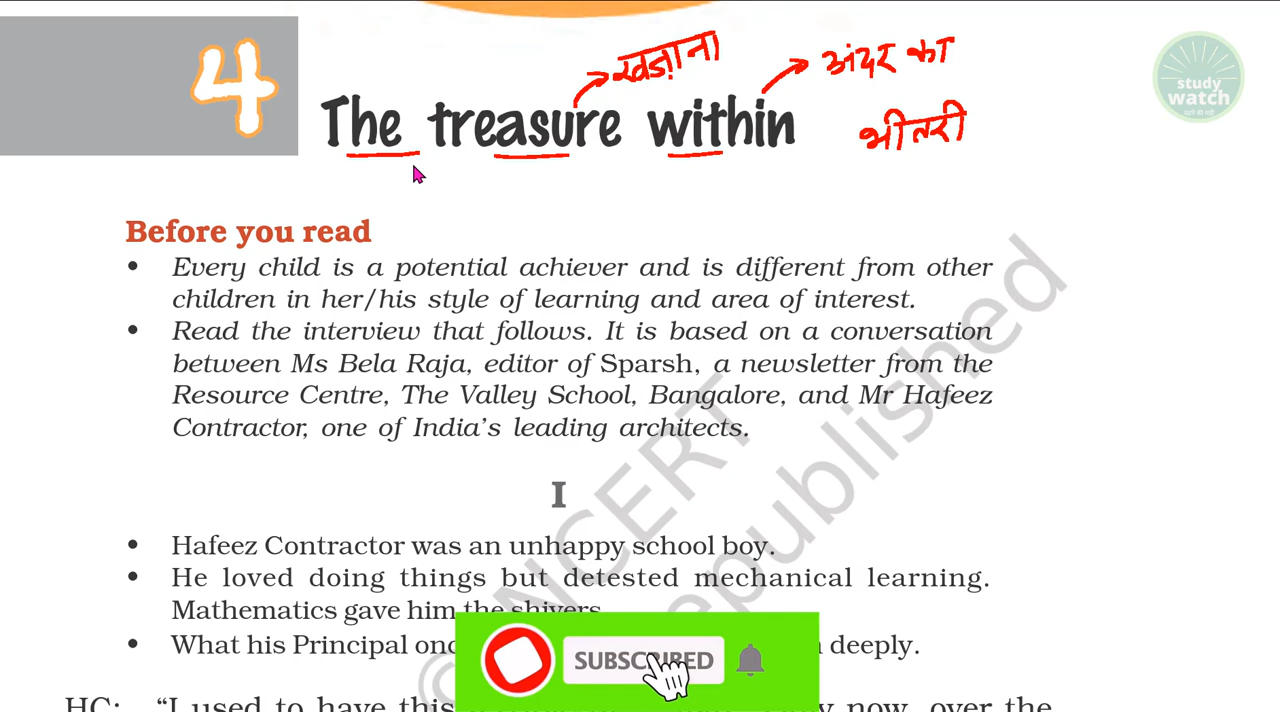 4
The treasure within
खज़ाना
अंदर का
भीतरी
study
watch
Before you read
• Every child is a potential achiever and is different from other
children in her/his style of learning and area of interest.
• Read the interview that follows. It is based on a conversation
between Ms Bela Raja, editor of Sparsh, a newsletter from the
Resource Centre, The Valley School, Bangalore, and Mr Hafeez
Contractor, one of India's leading architects.
I
• Hafeez Contractor was an unhappy school boy.
• He loved doing things but detested mechanical learning.
Mathematics gave him the shivers.
• What his Principal deeply.
SUBSCRIBED
HC: "I used to have this now, over the
© NCERT
republished